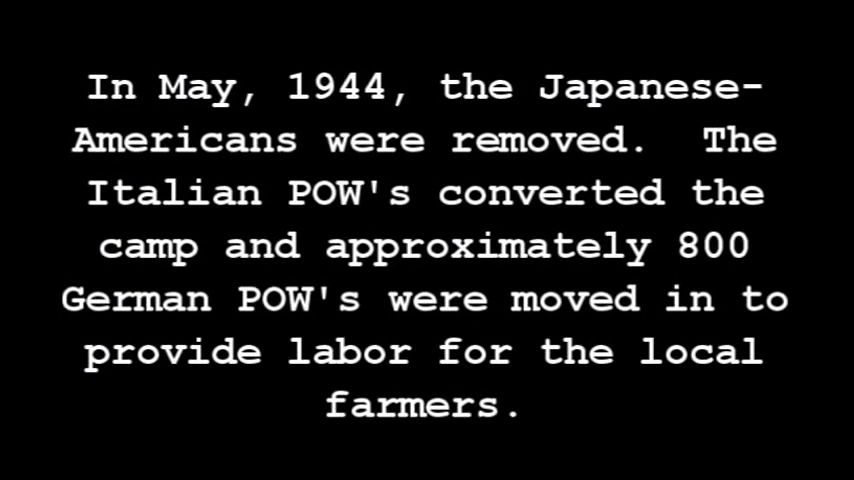 In May, 1944, the Japanese-
Americans were removed.  The
Italian POW's converted the
camp and approximately 800
German POW's were moved in to
provide labor for the local
farmers.